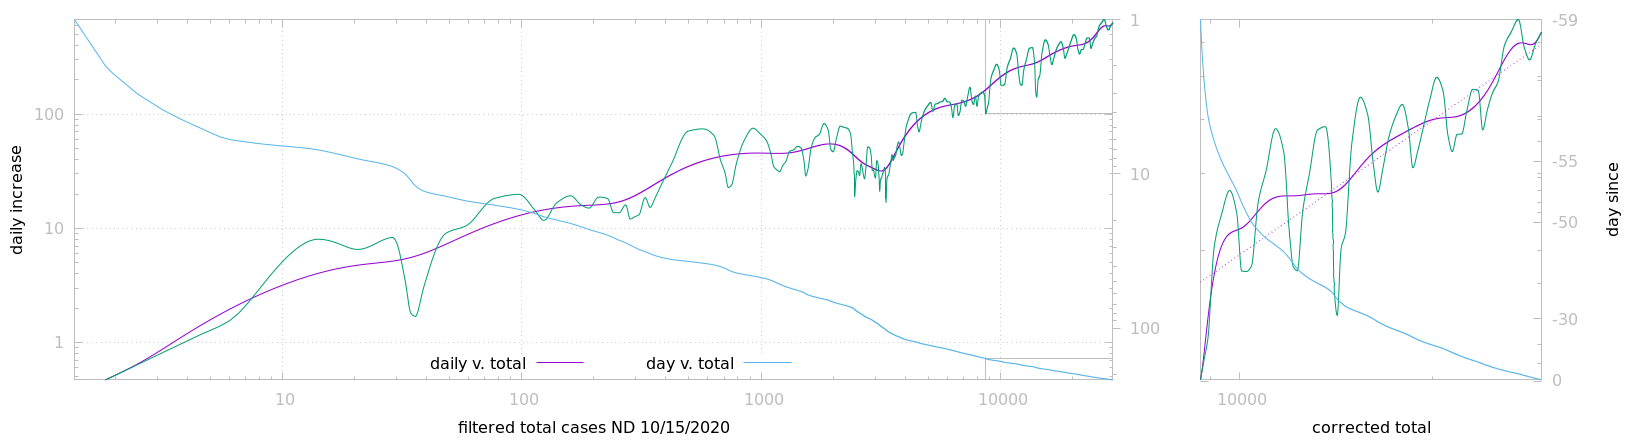 1
-59
100
daily increase
10
-55
day since
10
-50
100
-30
1
daily v. total
day v. total
0
10
100
1000
10000
10000
filtered total cases ND 10/15/2020
corrected total